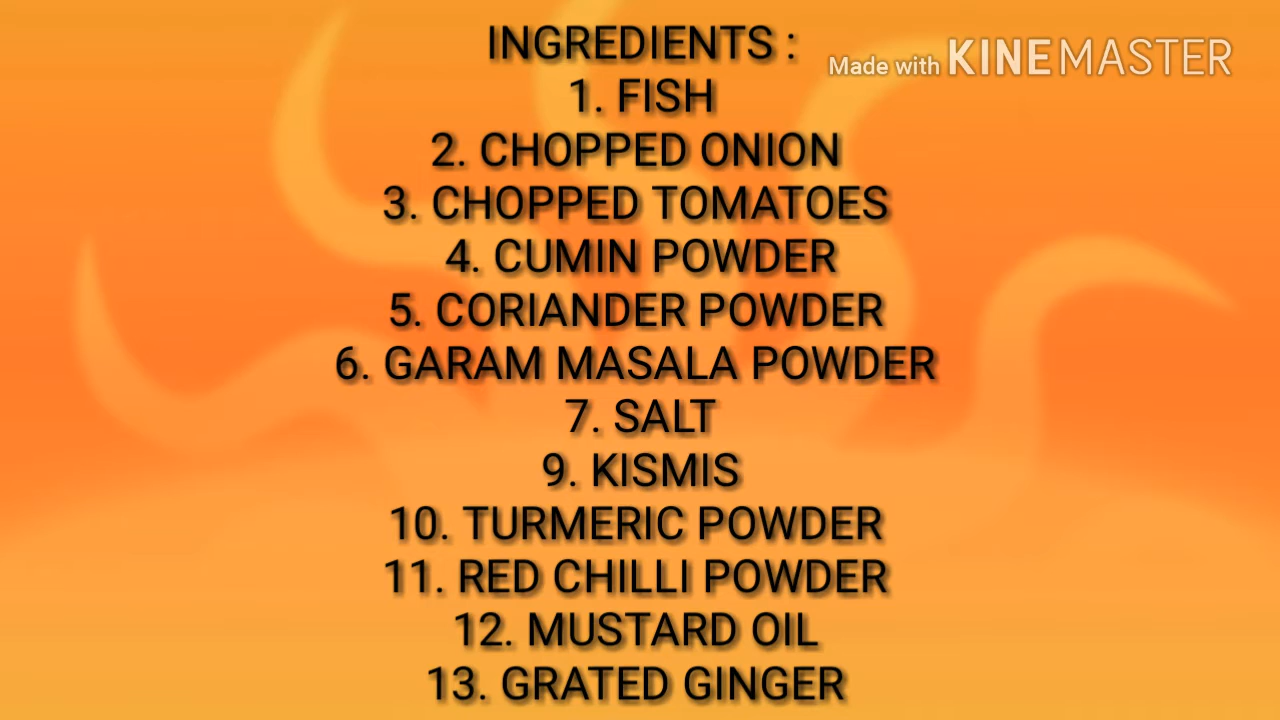 INGREDIENTS :
Made with KINEMASTER
1. FISH
2. CHOPPED ONION
3. CHOPPED TOMATOES
4. CUMIN POWDER
5. CORIANDER POWDER
6. GARAM MASALA POWDER
7. SALT
9. KISMIS
10. TURMERIC POWDER
11. RED CHILLI POWDER
12. MUSTARD OIL
13. GRATED GINGER